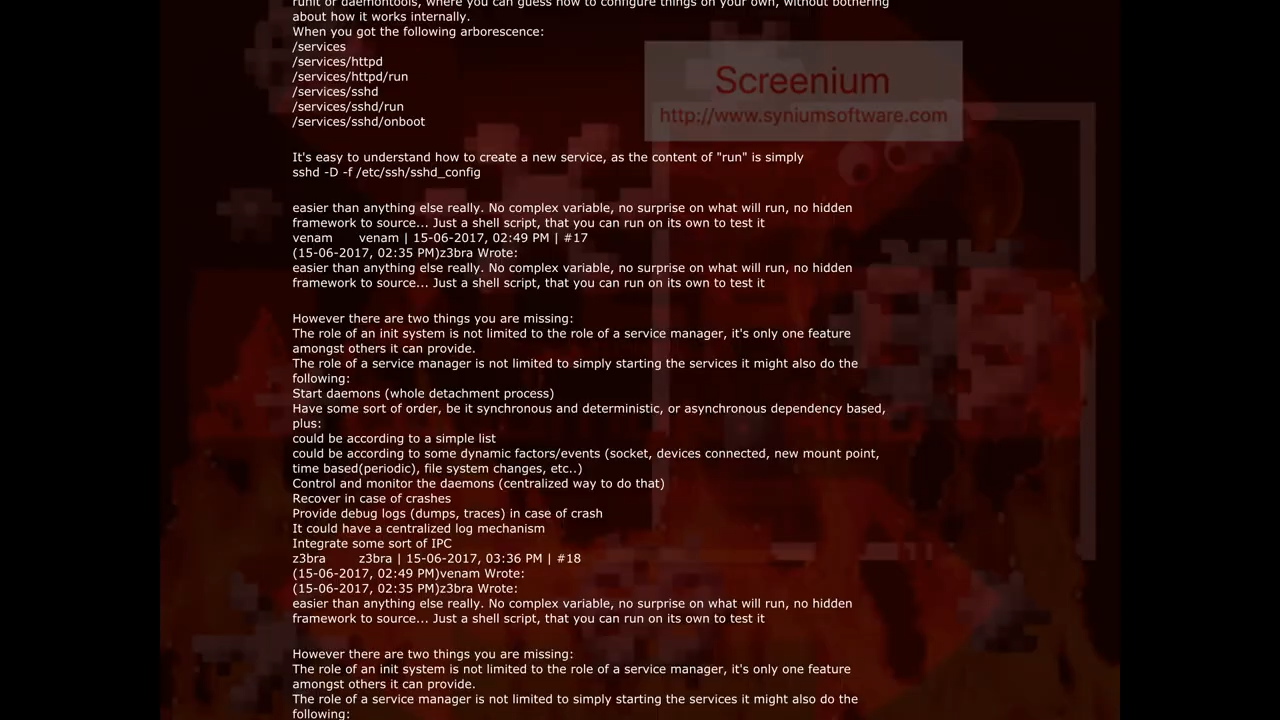 runit or daemontools, where you can guess how to configure things on your own, without bothering
about how it works internally.
When you got the following arborescence:
/services
/services/httpd
/services/httpd/run
/services/sshd
/services/sshd/run
/services/sshd/onboot
Screenium
http://www.syniumsoftware.com
It's easy to understand how to create a new service, as the content of "run" is simply
sshd -D -f /etc/ssh/sshd_config
easier than anything else really. No complex variable, no surprise on what will run, no hidden
framework to source... Just a shell script, that you can run on its own to test it
venam venam | 15-06-2017, 02:49 PM | #17
(15-06-2017, 02:35 PM)z3bra Wrote:
easier than anything else really. No complex variable, no surprise on what will run, no hidden
framework to source... Just a shell script, that you can run on its own to test it
However there are two things you are missing:
The role of an init system is not limited to the role of a service manager, it's only one feature
amongst others it can provide.
The role of a service manager is not limited to simply starting the services it might also do the
following:
Start daemons (whole detachment process)
Have some sort of order, be it synchronous and deterministic, or asynchronous dependency based,
plus:
could be according to a simple list
could be according to some dynamic factors/events (socket, devices connected, new mount point,
time based(periodic), file system changes, etc..)
Control and monitor the daemons (centralized way to do that)
Recover in case of crashes
Provide debug logs (dumps, traces) in case of crash
It could have a centralized log mechanism
Integrate some sort of IPC
z3bra z3bra | 15-06-2017, 03:36 PM | #18
(15-06-2017, 02:49 PM)venam Wrote:
(15-06-2017, 02:35 PM)z3bra Wrote:
easier than anything else really. No complex variable, no surprise on what will run, no hidden
framework to source... Just a shell script, that you can run on its own to test it
However there are two things you are missing:
The role of an init system is not limited to the role of a service manager, it's only one feature
amongst others it can provide.
The role of a service manager is not limited to simply starting the services it might also do the
following: